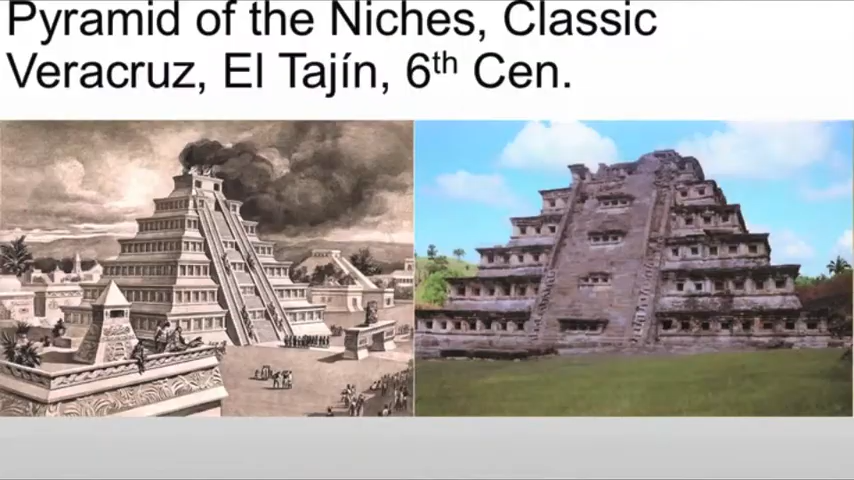 Pyramid of the Niches, Classic
Veracruz, El Tajín, 6th Cen.